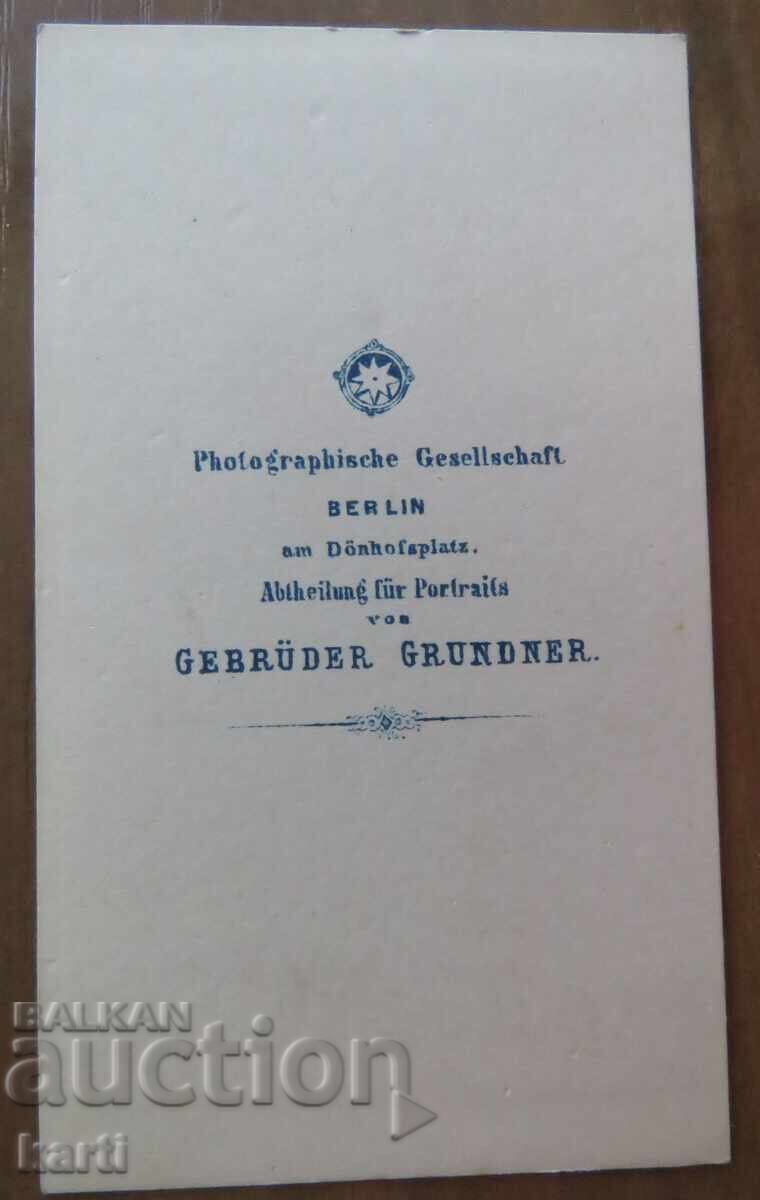 Photographische Gesellschaft
BERLIN
am Dönhofsplatz.
Abtheilung für Portraits
von
GEBRÜDER GRUNDNER.
BALKAN
auction
karti